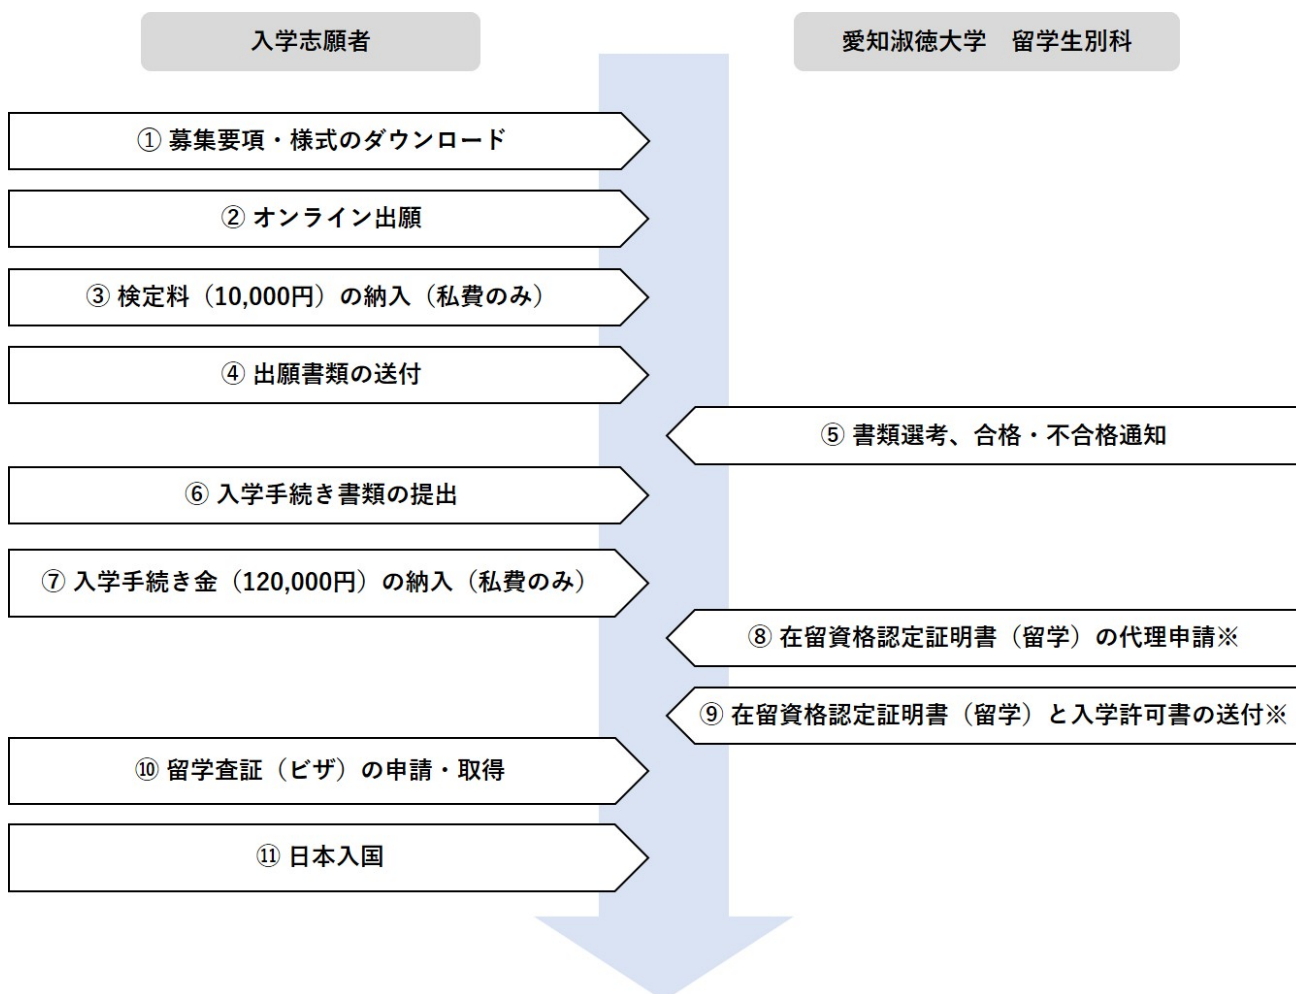 入学志願者
愛知淑徳大学　留学生別科
① 募集要項・様式のダウンロード
② オンライン出願
③ 検定料（10,000円）の納入（私費のみ）
④ 出願書類の送付
⑤ 書類選考、合格・不合格通知
⑥ 入学手続き書類の提出
⑦ 入学手続き金（120,000円）の納入（私費のみ）
⑧ 在留資格認定証明書（留学）の代理申請※
⑨ 在留資格認定証明書（留学）と入学許可書の送付※
⑩ 留学査証（ビザ）の申請・取得
⑪ 日本入国